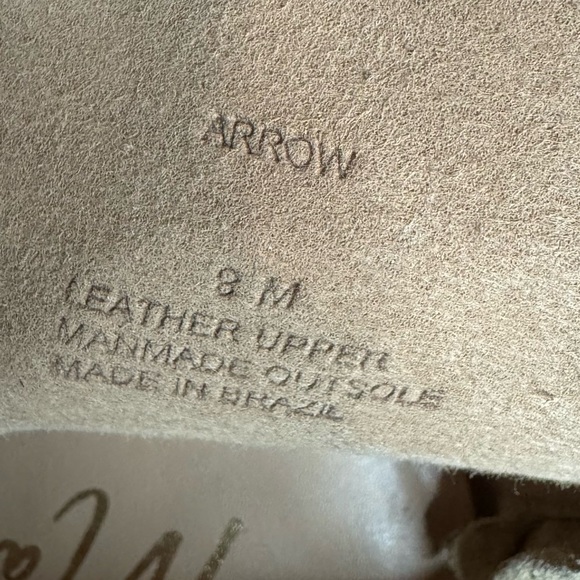 ARROW
8 M
LEATHER UPPER
MANMADE OUTSOLE
MADE IN BRAZIL